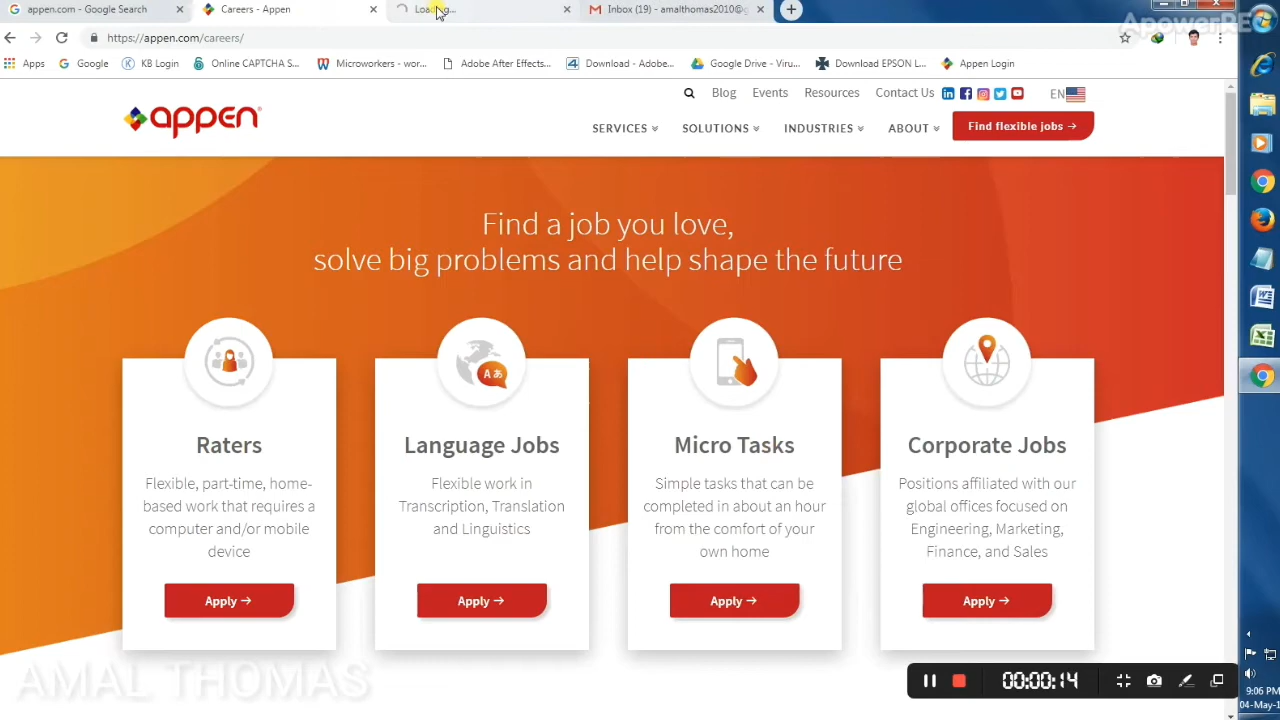 appen.com - Google Search
Careers - Appen
Inbox (19) - amalthomas2010@g
ApowerREC
https://appen.com/careers/
Apps
Google
KB Login
Online CAPTCHA S...
Microworkers - wor...
Adobe After Effects...
Download - Adobe...
Google Drive - Viru...
Download EPSON L...
Appen Login
appen
Blog
Events
Resources
Contact Us
EN
SERVICES
SOLUTIONS
INDUSTRIES
ABOUT
Find flexible jobs →
Find a job you love,
solve big problems and help shape the future
Raters
Flexible, part-time, home-
based work that requires a
computer and/or mobile
device
Apply →
Language Jobs
Flexible work in
Transcription, Translation
and Linguistics
Apply →
Micro Tasks
Simple tasks that can be
completed in about an hour
from the comfort of your
own home
Apply →
Corporate Jobs
Positions affiliated with our
global offices focused on
Engineering, Marketing,
Finance, and Sales
Apply →
AMAL THOMAS
00:00:14
9:06 PM
04-May-1